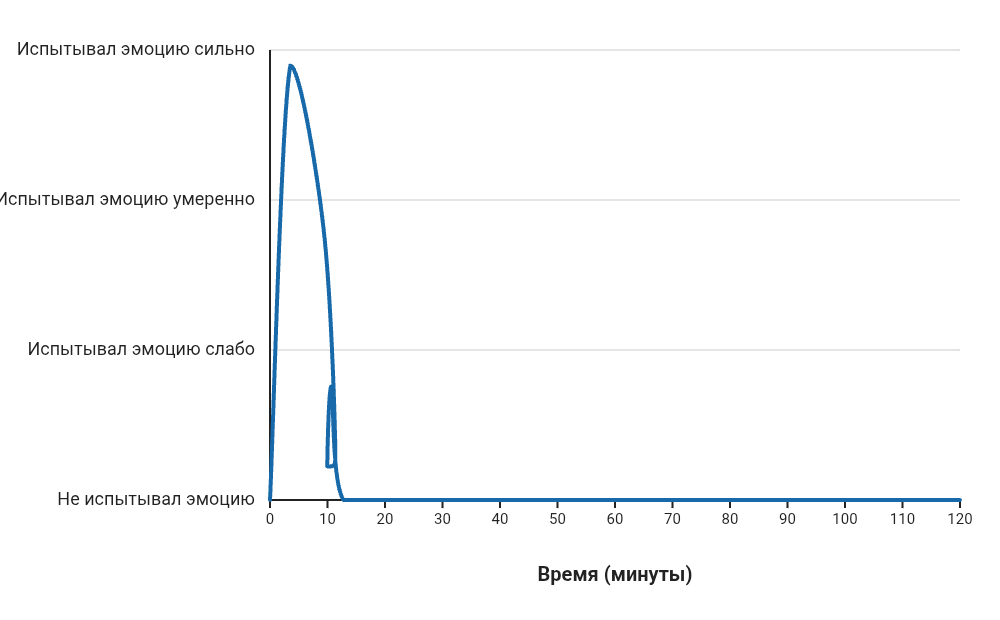 Испытывал эмоцию сильно
Испытывал эмоцию умеренно
Испытывал эмоцию слабо
Не испытывал эмоцию
0 10 20 30 40 50 60 70 80 90 100 110 120
Время (минуты)